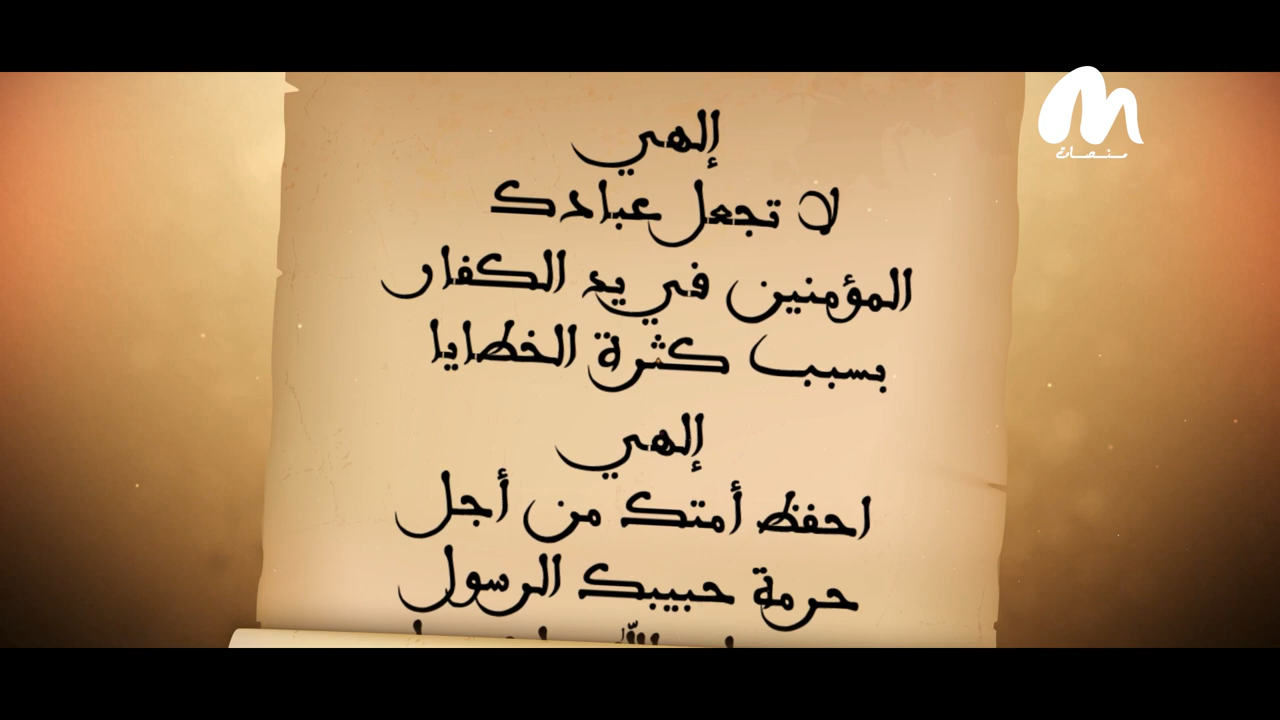 منصات
إلهي
لا تجعل عبادك
المؤمنين في يد الكفار
بسبب كثرة الخطايا
إلهي
احفظ أمتك من أجل
حرمة حبيبك الرسول